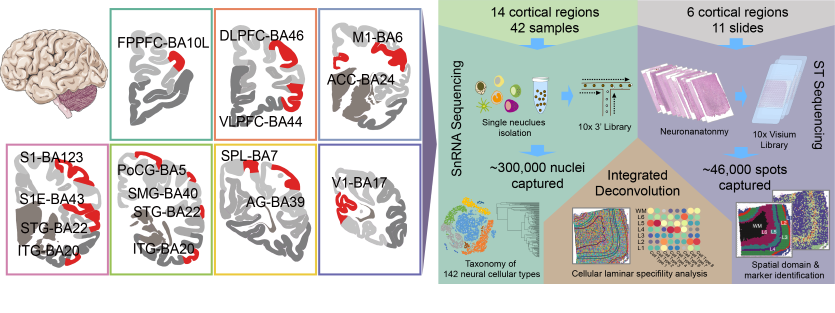 FPPFC-BA10L
DLPFC-BA46
VLPFC-BA44
M1-BA6
ACC-BA24
S1-BA123
S1E-BA43
STG-BA22
ITG-BA20
PoCG-BA5
SMG-BA40
STG-BA22
ITG-BA20
SPL-BA7
AG-BA39
V1-BA17
14 cortical regions
42 samples
SnRNA Sequencing
Single neuclues
isolation
10x 3' Library
~300,000 nuclei
captured
Taxonomy of
142 neural cellular types
Integrated
Deconvolution
WM
L6
L5
L4
L3
L2
L1
Cellular laminar specifility analysis
6 cortical regions
11 slides
ST Sequencing
Neuronanatonmy
10x Visium
Library
~46,000 spots
captured
WM
Spatial domain &
marker identification